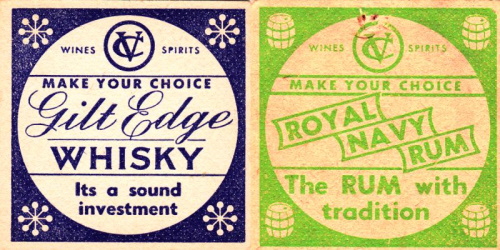 WINES VC SPIRITS
MAKE YOUR CHOICE
Gilt Edge
WHISKY
Its a sound
investment
WINES VC SPIRITS
MAKE YOUR CHOICE
ROYAL
NAVY
RUM
The RUM with
tradition